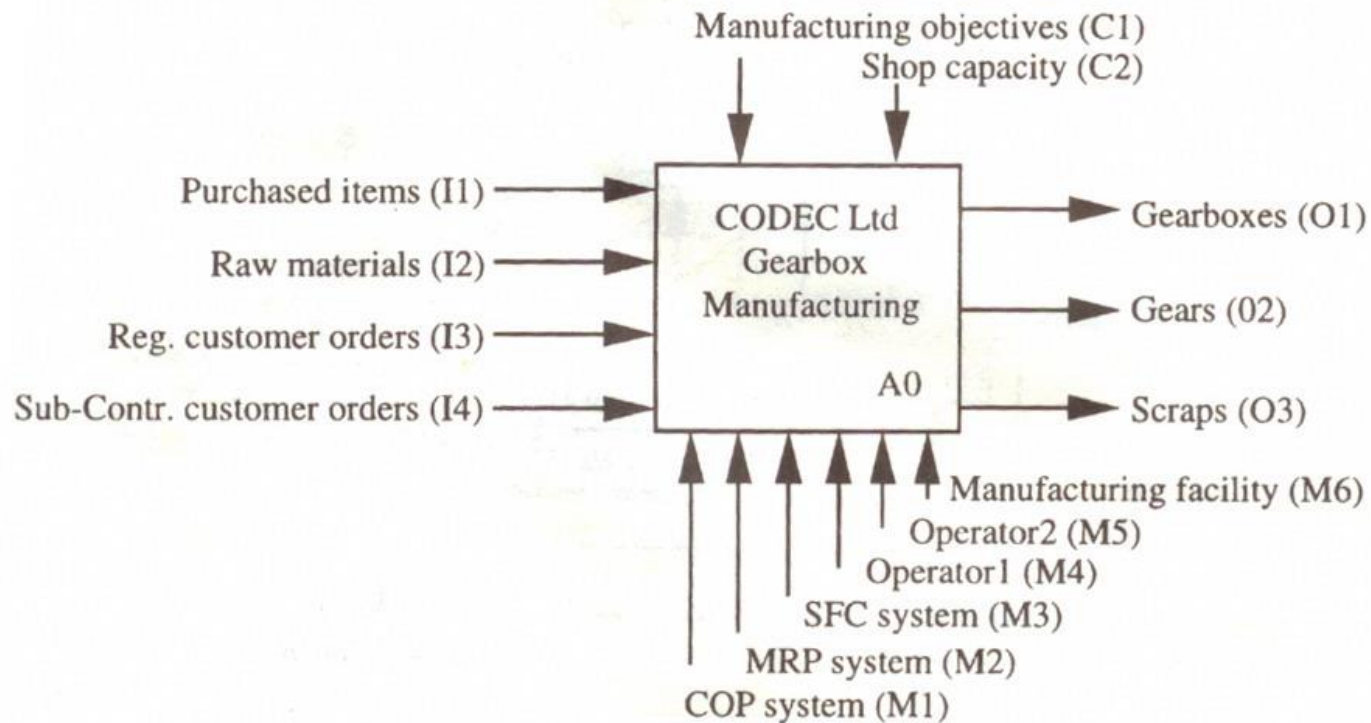 Manufacturing objectives (C1)
Shop capacity (C2)
Purchased items (I1)
Raw materials (I2)
Reg. customer orders (I3)
Sub-Contr. customer orders (I4)
CODEC Ltd
Gearbox
Manufacturing
A0
Gearboxes (O1)
Gears (02)
Scraps (O3)
Manufacturing facility (M6)
Operator2 (M5)
Operator1 (M4)
SFC system (M3)
MRP system (M2)
COP system (M1)